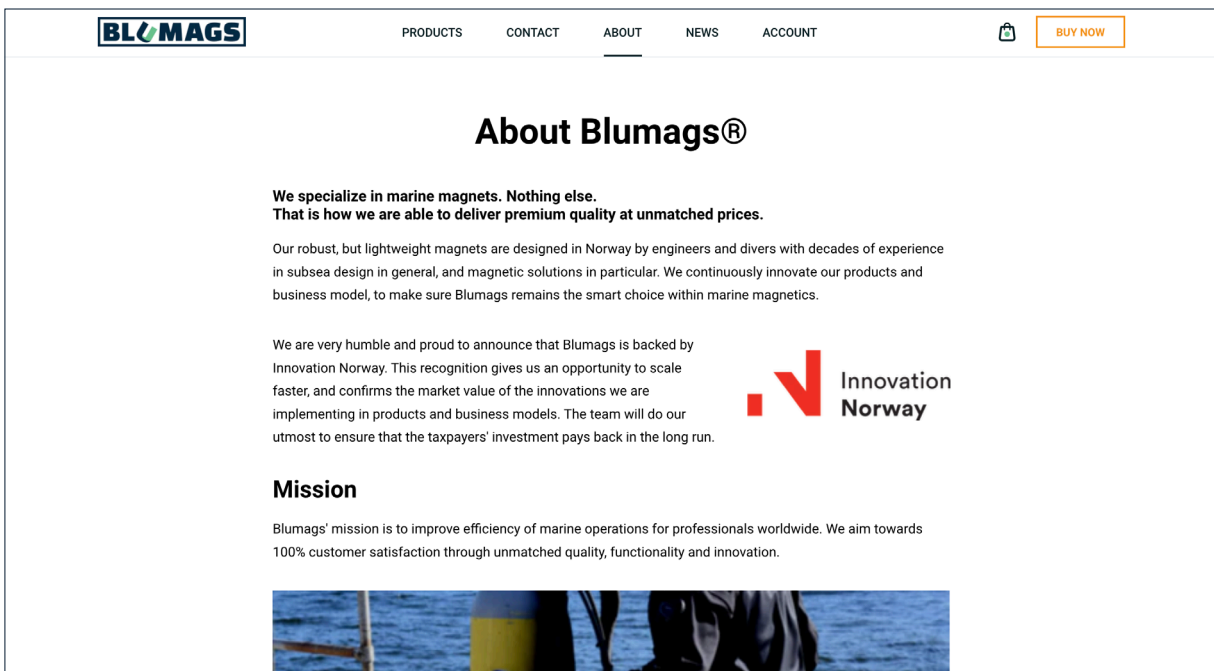 BLUMAGS
PRODUCTS CONTACT ABOUT NEWS ACCOUNT BUY NOW
About Blumags®
We specialize in marine magnets. Nothing else.
That is how we are able to deliver premium quality at unmatched prices.
Our robust, but lightweight magnets are designed in Norway by engineers and divers with decades of experience
in subsea design in general, and magnetic solutions in particular. We continuously innovate our products and
business model, to make sure Blumags remains the smart choice within marine magnetics.
We are very humble and proud to announce that Blumags is backed by
Innovation Norway. This recognition gives us an opportunity to scale
faster, and confirms the market value of the innovations we are
implementing in products and business models. The team will do our
utmost to ensure that the taxpayers' investment pays back in the long run.
Innovation
Norway
Mission
Blumags' mission is to improve efficiency of marine operations for professionals worldwide. We aim towards
100% customer satisfaction through unmatched quality, functionality and innovation.